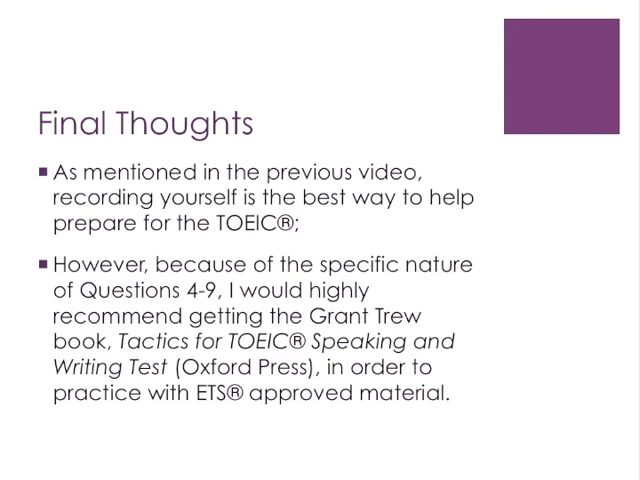 Final Thoughts
As mentioned in the previous video,
recording yourself is the best way to help
prepare for the TOEIC®;
However, because of the specific nature
of Questions 4-9, I would highly
recommend getting the Grant Trew
book, Tactics for TOEIC® Speaking and
Writing Test (Oxford Press), in order to
practice with ETS® approved material.